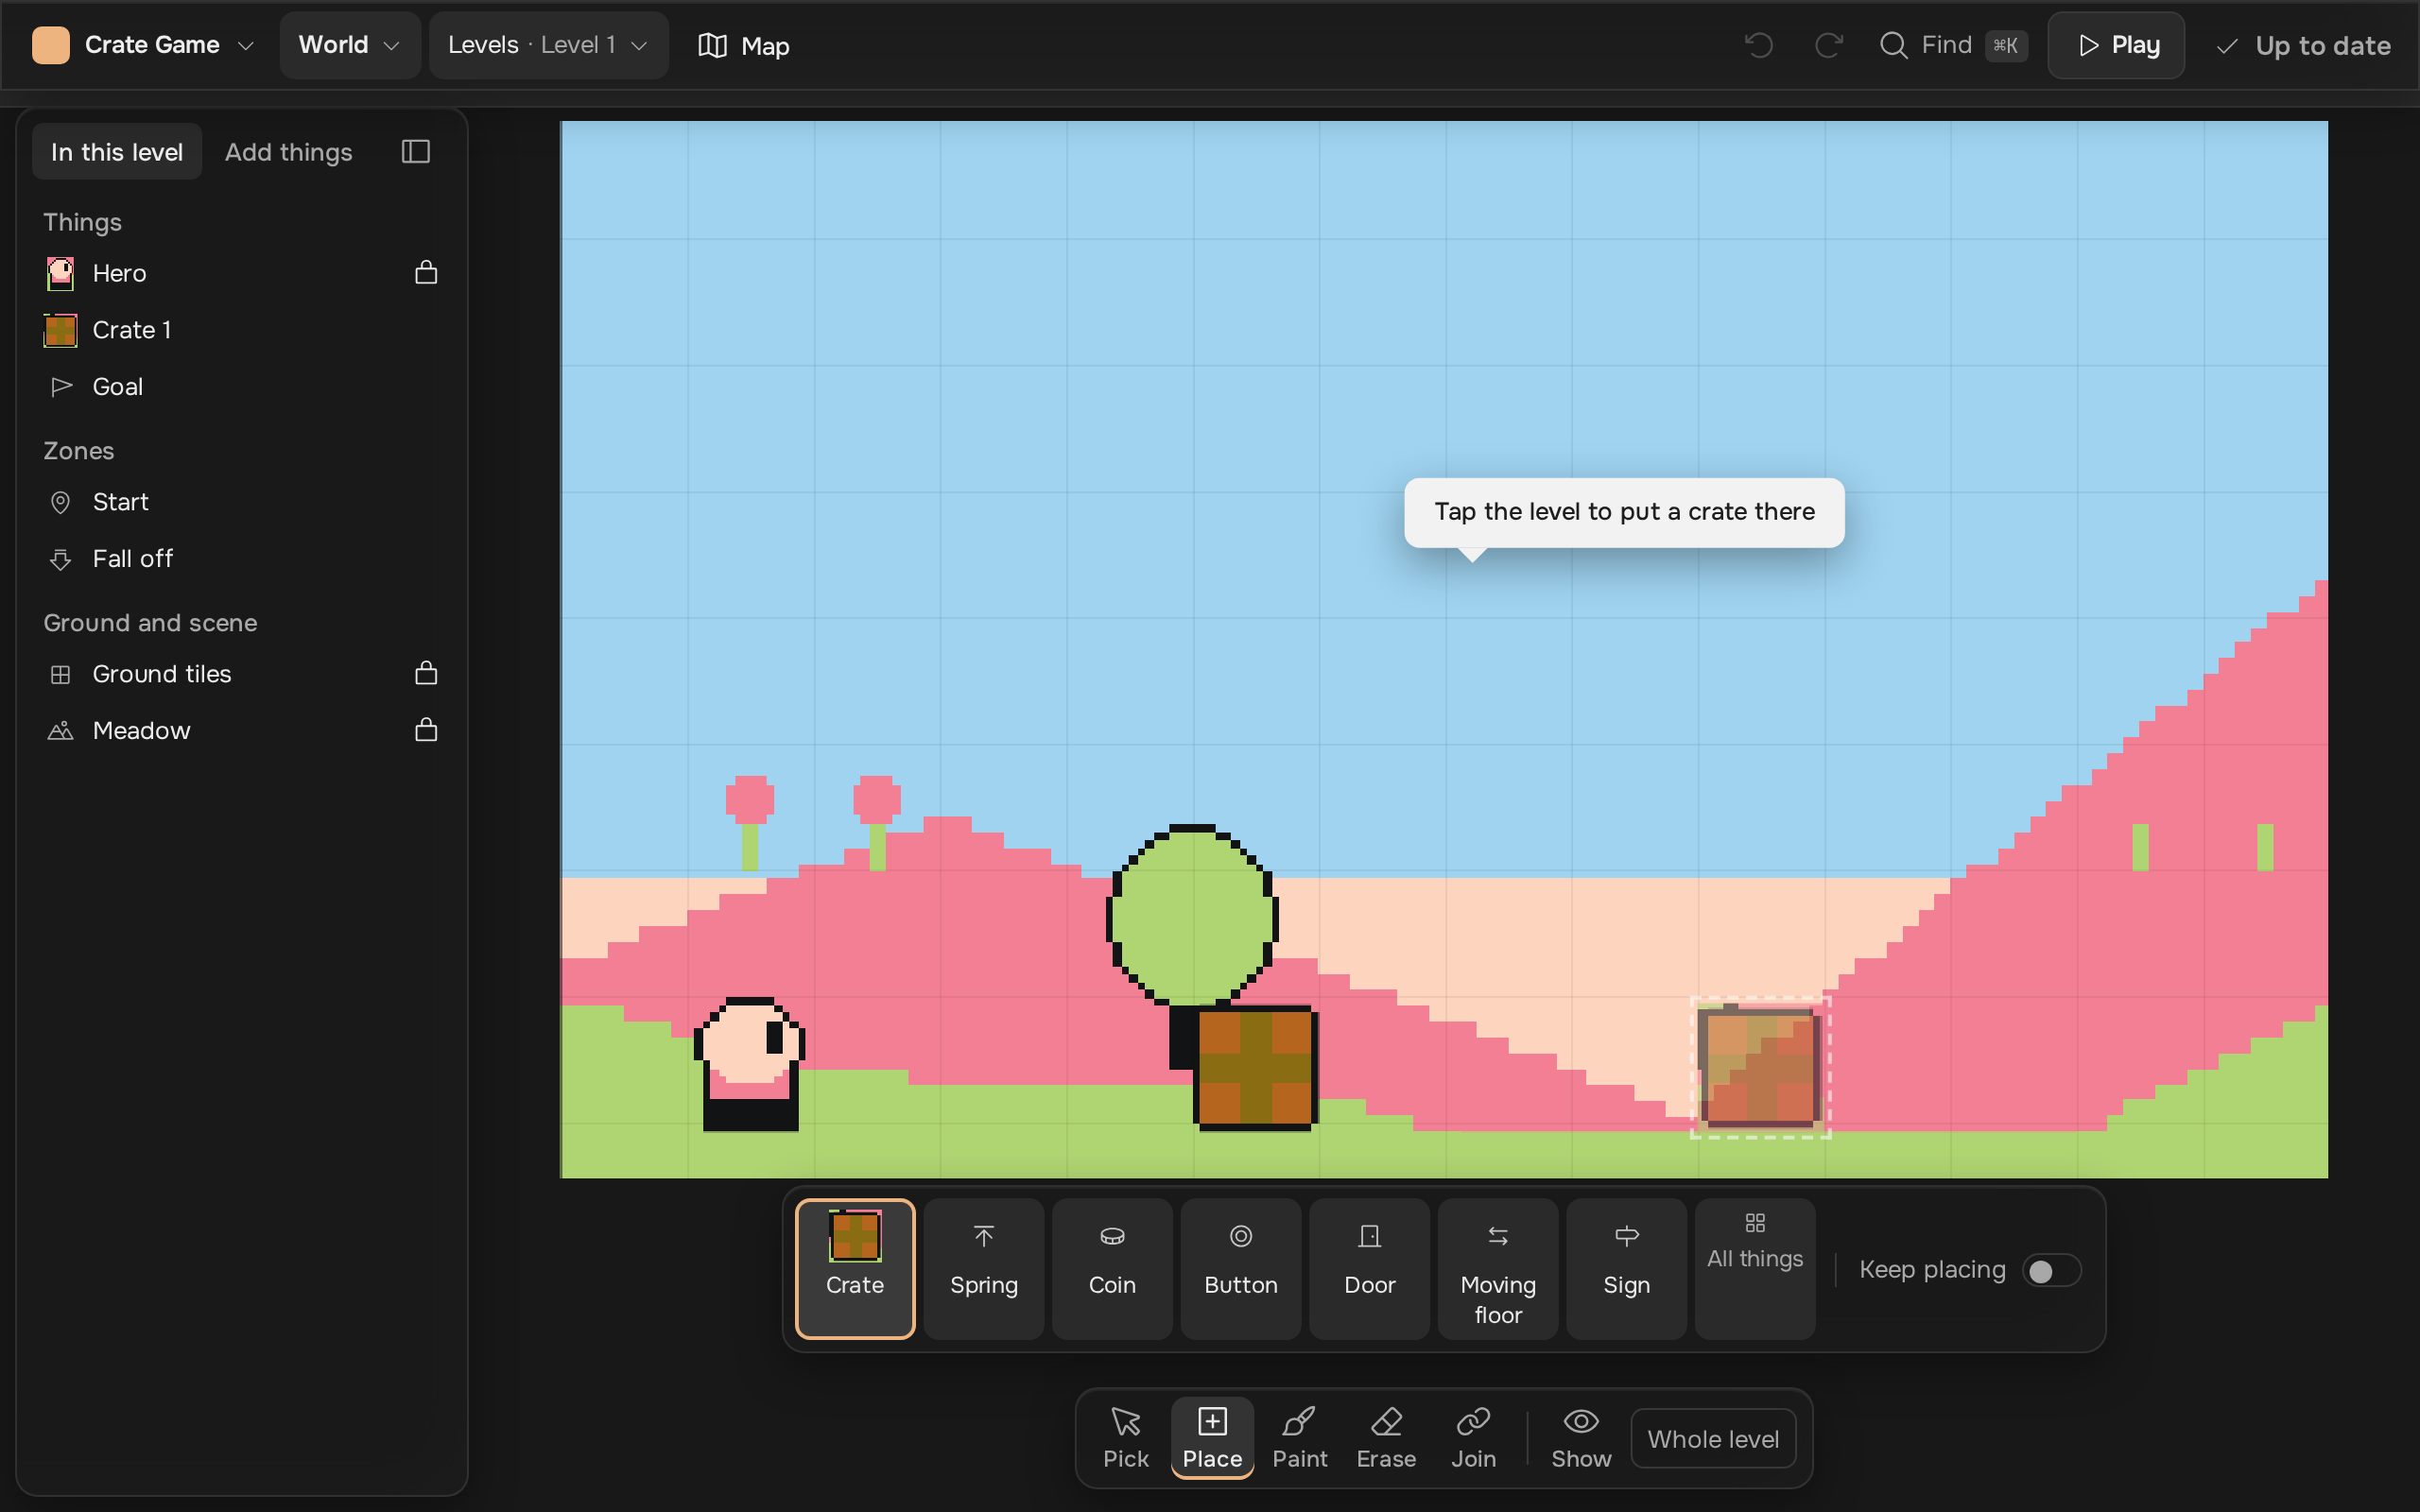 Crate Game
World
Levels · Level 1
Map
Find
⌘K
Play
Up to date
In this level
Add things
Things
Hero
Crate 1
Goal
Zones
Start
Fall off
Ground and scene
Ground tiles
Meadow
Tap the level to put a crate there
Crate
Spring
Coin
Button
Door
Moving
floor
Sign
All things
Keep placing
Pick
Place
Paint
Erase
Join
Show
Whole level